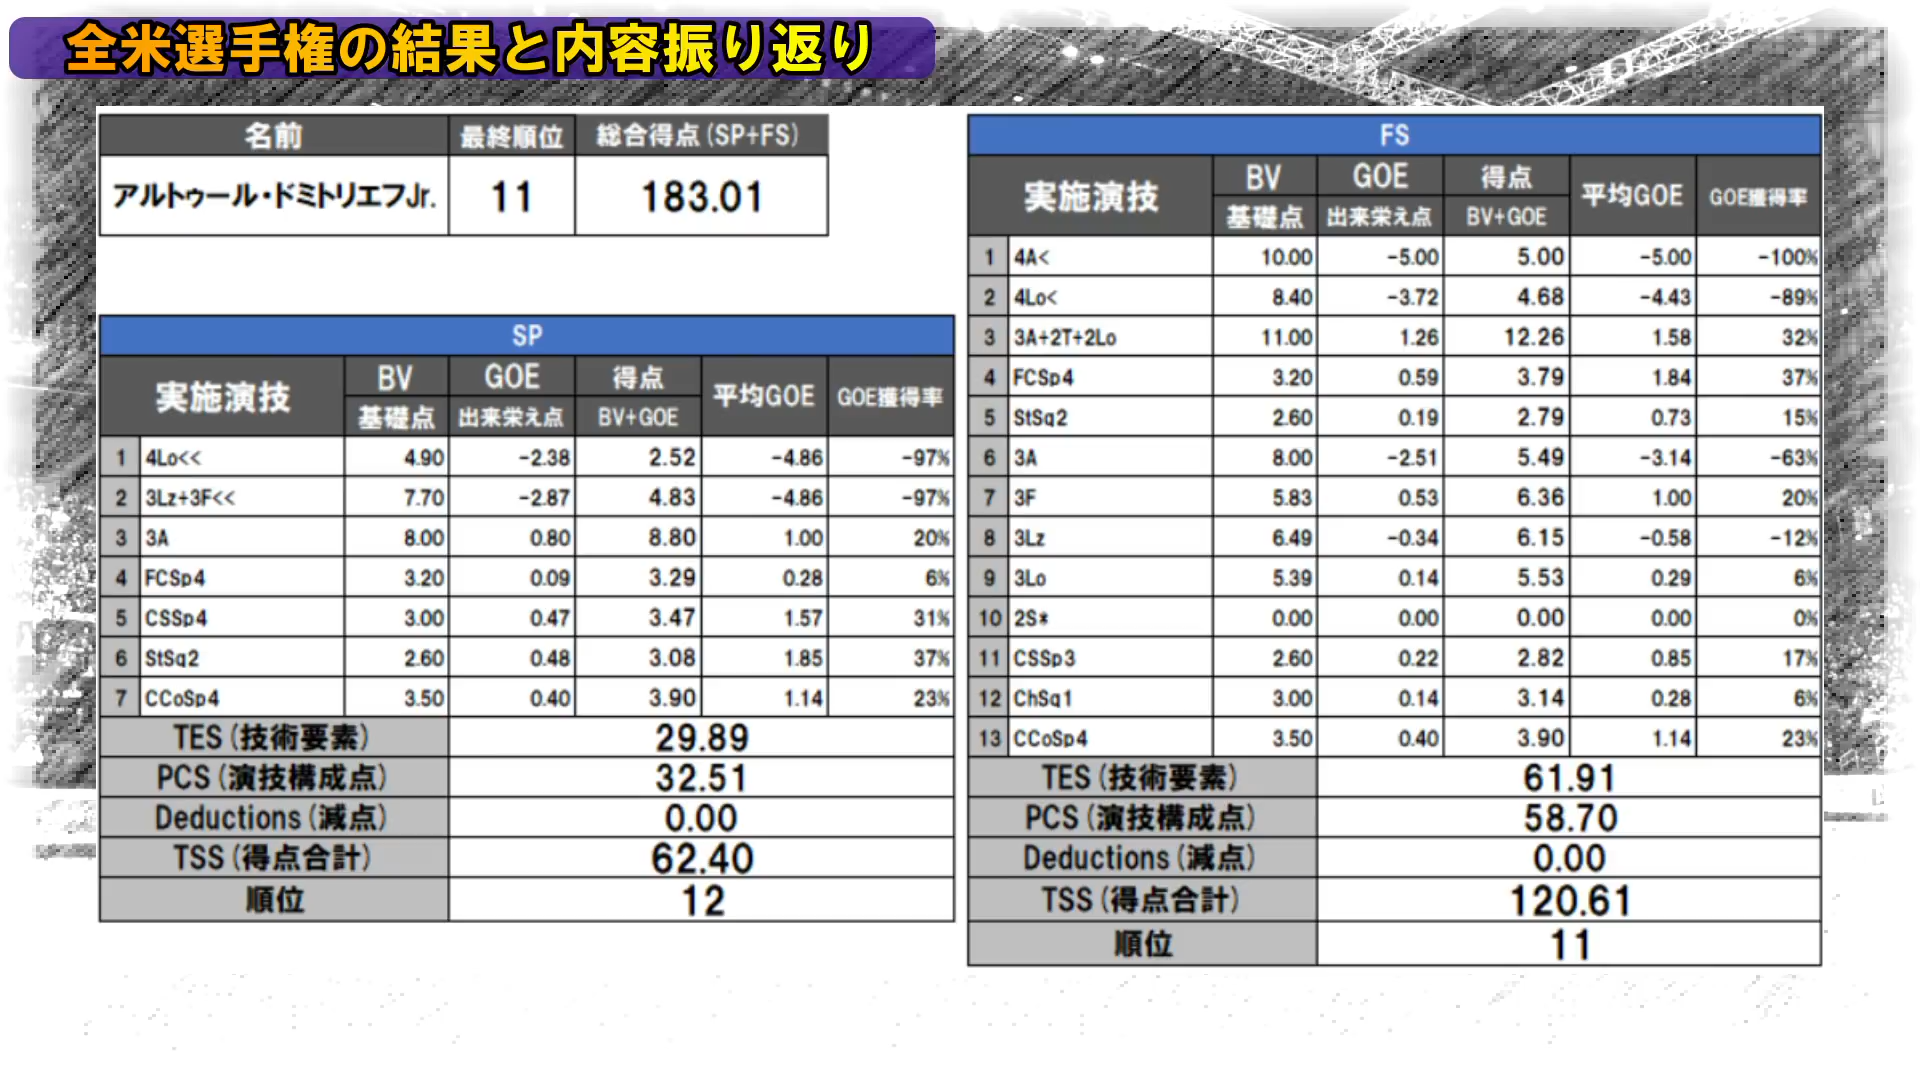 全米選手権の結果と内容振り返り
名前 最終順位 総合得点(SP+FS)
アルトゥール・ドミトリエフJr. 11 183.01
SP
実施演技 BV GOE 得点 平均GOE GOE獲得率
基礎点 出来栄え点 BV+GOE
1 4Lo<< 4.90 -2.38 2.52 -4.86 -97%
2 3Lz+3F<< 7.70 -2.87 4.83 -4.86 -97%
3 3A 8.00 0.80 8.80 1.00 20%
4 FCSp4 3.20 0.09 3.29 0.28 6%
5 CSSp4 3.00 0.47 3.47 1.57 31%
6 StSq2 2.60 0.48 3.08 1.85 37%
7 CCoSp4 3.50 0.40 3.90 1.14 23%
TES(技術要素) 29.89
PCS(演技構成点) 32.51
Deductions(減点) 0.00
TSS(得点合計) 62.40
順位 12
FS
実施演技 BV GOE 得点 平均GOE GOE獲得率
基礎点 出来栄え点 BV+GOE
1 4A< 10.00 -5.00 5.00 -5.00 -100%
2 4Lo< 8.40 -3.72 4.68 -4.43 -89%
3 3A+2T+2Lo 11.00 1.26 12.26 1.58 32%
4 FCSp4 3.20 0.59 3.79 1.84 37%
5 StSq2 2.60 0.19 2.79 0.73 15%
6 3A 8.00 -2.51 5.49 -3.14 -63%
7 3F 5.83 0.53 6.36 1.00 20%
8 3Lz 6.49 -0.34 6.15 -0.58 -12%
9 3Lo 5.39 0.14 5.53 0.29 6%
10 2S* 0.00 0.00 0.00 0.00 0%
11 CSSp3 2.60 0.22 2.82 0.85 17%
12 ChSq1 3.00 0.14 3.14 0.28 6%
13 CCoSp4 3.50 0.40 3.90 1.14 23%
TES(技術要素) 61.91
PCS(演技構成点) 58.70
Deductions(減点) 0.00
TSS(得点合計) 120.61
順位 11